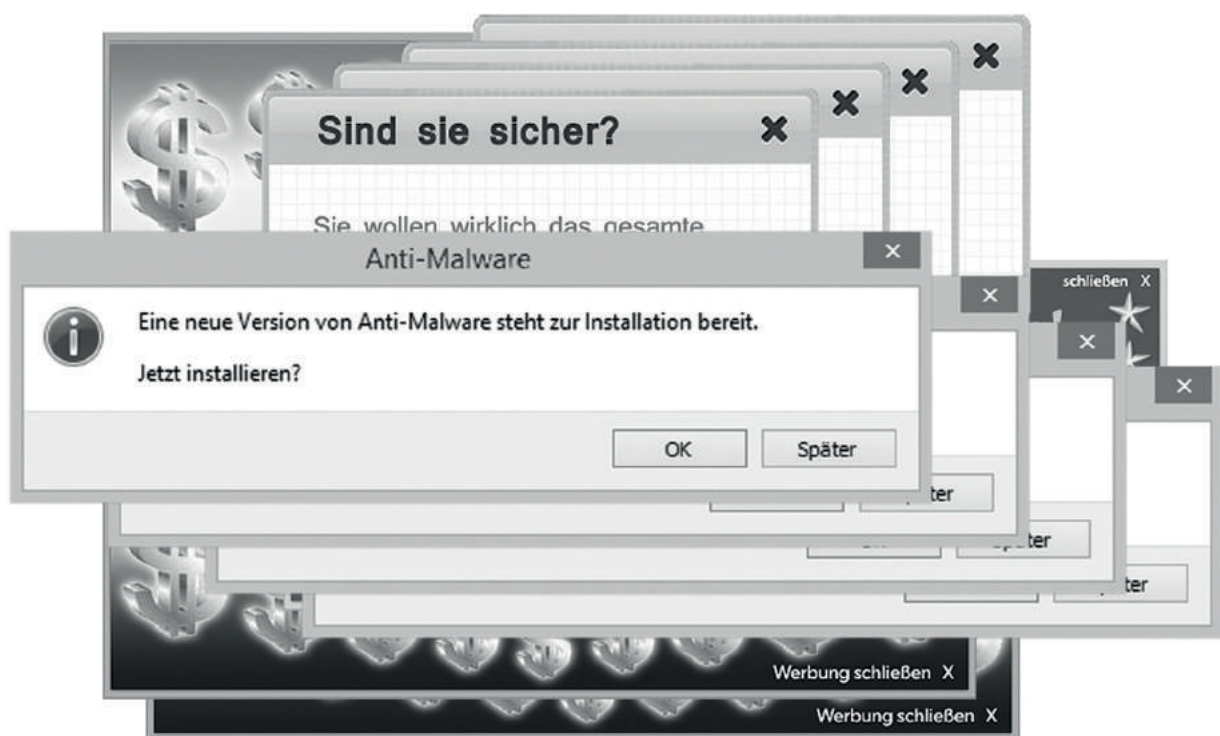 Sind sie sicher?
Sie wollen wirklich das gesamte
Anti-Malware
schließen X
Eine neue Version von Anti-Malware steht zur Installation bereit.
Jetzt installieren?
OK
Später
Werbung schließen X
Werbung schließen X